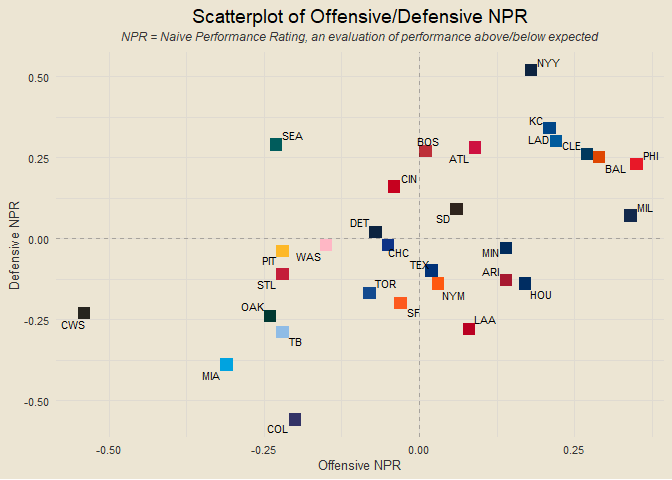 Scatterplot of Offensive/Defensive NPR
NPR = Naive Performance Rating, an evaluation of performance above/below expected
NYY
0.50
KC
BOS
SEA
LAD
CLE
ATL
PHI
0.25
BAL
CIN
MIL
SD
DET
0.00
CHC
MIN
WAS
PIT
TEX
ARI
STL
TOR
HOU
NYM
OAK
SF
LAA
-0.25
CWS
TB
MIA
-0.50
COL
Defensive NPR
-0.50
-0.25
0.00
0.25
Offensive NPR